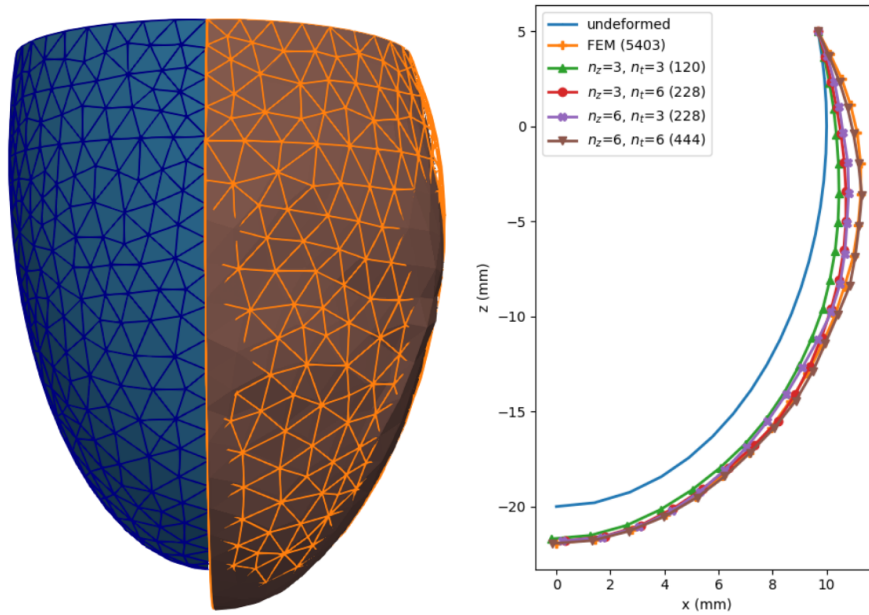 undeformed
FEM (5403)
n_z=3, n_t=3 (120)
n_z=3, n_t=6 (228)
n_z=6, n_t=3 (228)
n_z=6, n_t=6 (444)
5
0
−5
−10
−15
−20
z (mm)
0 2 4 6 8 10
x (mm)